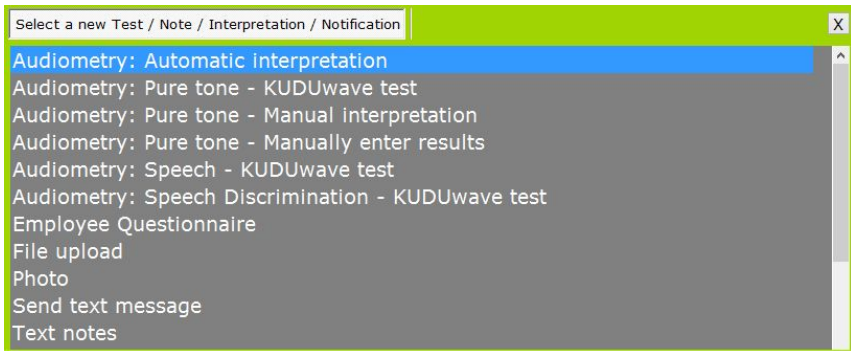 Select a new Test / Note / Interpretation / Notification
X
Audiometry: Automatic interpretation
Audiometry: Pure tone - KUDUwave test
Audiometry: Pure tone - Manual interpretation
Audiometry: Pure tone - Manually enter results
Audiometry: Speech - KUDUwave test
Audiometry: Speech Discrimination - KUDUwave test
Employee Questionnaire
File upload
Photo
Send text message
Text notes